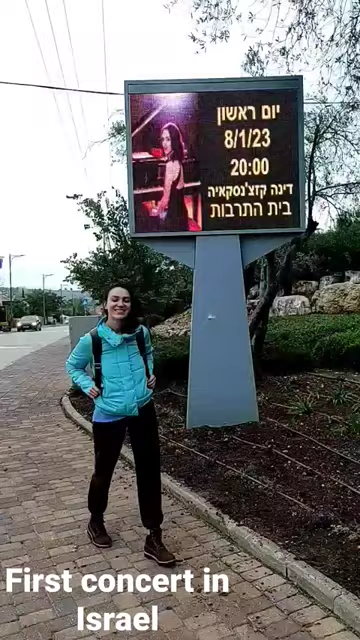 יום ראשון
8/1/23
20:00
דינה קזצ'נסקאיה
בית התרבות
First concert in
Israel